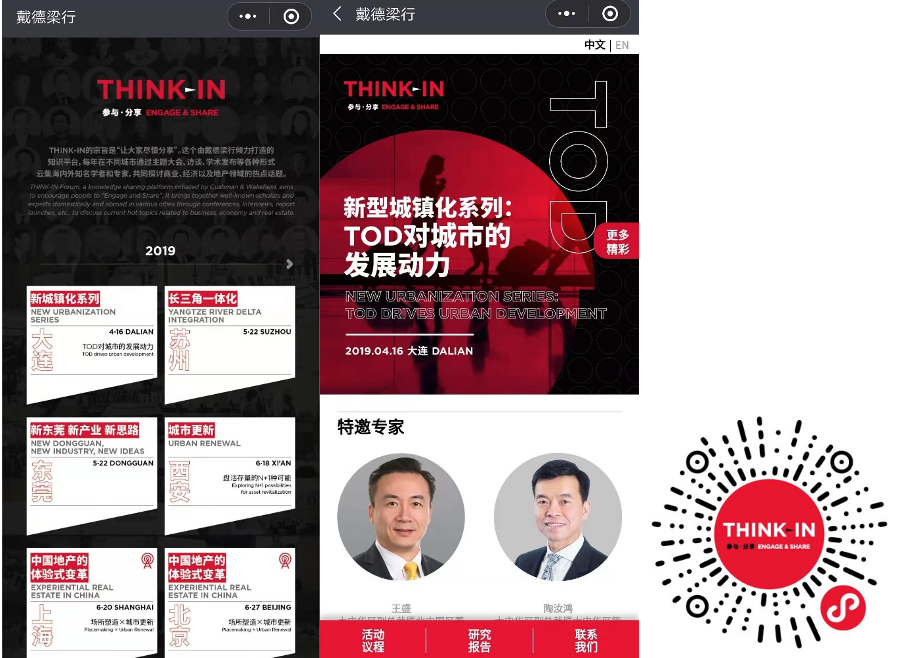 戴德梁行
THINK-IN
参与·分享 ENGAGE & SHARE
THINK-IN的宗旨是“让大家尽情分享”。这个由戴德梁行倾力打造的
知识平台，每年在不同城市通过主题大会、访谈、学术发布等各种形式
云集海内外知名学者和专家，共同探讨商业、经济以及地产领域的热点话题。
THINK-IN Forum, a knowledge sharing platform initiated by Cushman & Wakefield, aims
to encourage people to "Engage and Share". It brings together well-known scholars and
experts domestically and abroad in various cities through conferences, interviews, report
launches, etc., to discuss current hot topics related to business, economy and real estate.
2019
新城镇化系列
NEW URBANIZATION
SERIES
大连
4-16 DALIAN
TOD对城市的发展动力
TOD drives urban development
长三角一体化
YANGTZE RIVER DELTA
INTEGRATION
苏州
5-22 SUZHOU
新东莞 新产业 新思路
NEW DONGGUAN,
NEW INDUSTRY, NEW IDEAS
东莞
5-22 DONGGUAN
城市更新
URBAN RENEWAL
西安
6-18 XI'AN
盘活存量的N+1种可能
Exploring N+1 possibilities
for asset revitalization
中国地产的
体验式变革
EXPERIENTIAL REAL
ESTATE IN CHINA
上海
6-20 SHANGHAI
场所塑造×城市更新
Placemaking × Urban Renewal
中国地产的
体验式变革
EXPERIENTIAL REAL
ESTATE IN CHINA
北京
6-27 BEIJING
场所塑造×城市更新
Placemaking × Urban Renewal
戴德梁行
中文 | EN
THINK-IN
参与·分享 ENGAGE & SHARE
TOD
新型城镇化系列：
TOD对城市的
发展动力
更多
精彩
NEW URBANIZATION SERIES:
TOD DRIVES URBAN DEVELOPMENT
2019.04.16 大连 DALIAN
特邀专家
王盛
陶汝鸿
活动
议程
研究
报告
联系
我们
THINK-IN
参与·分享 ENGAGE & SHARE